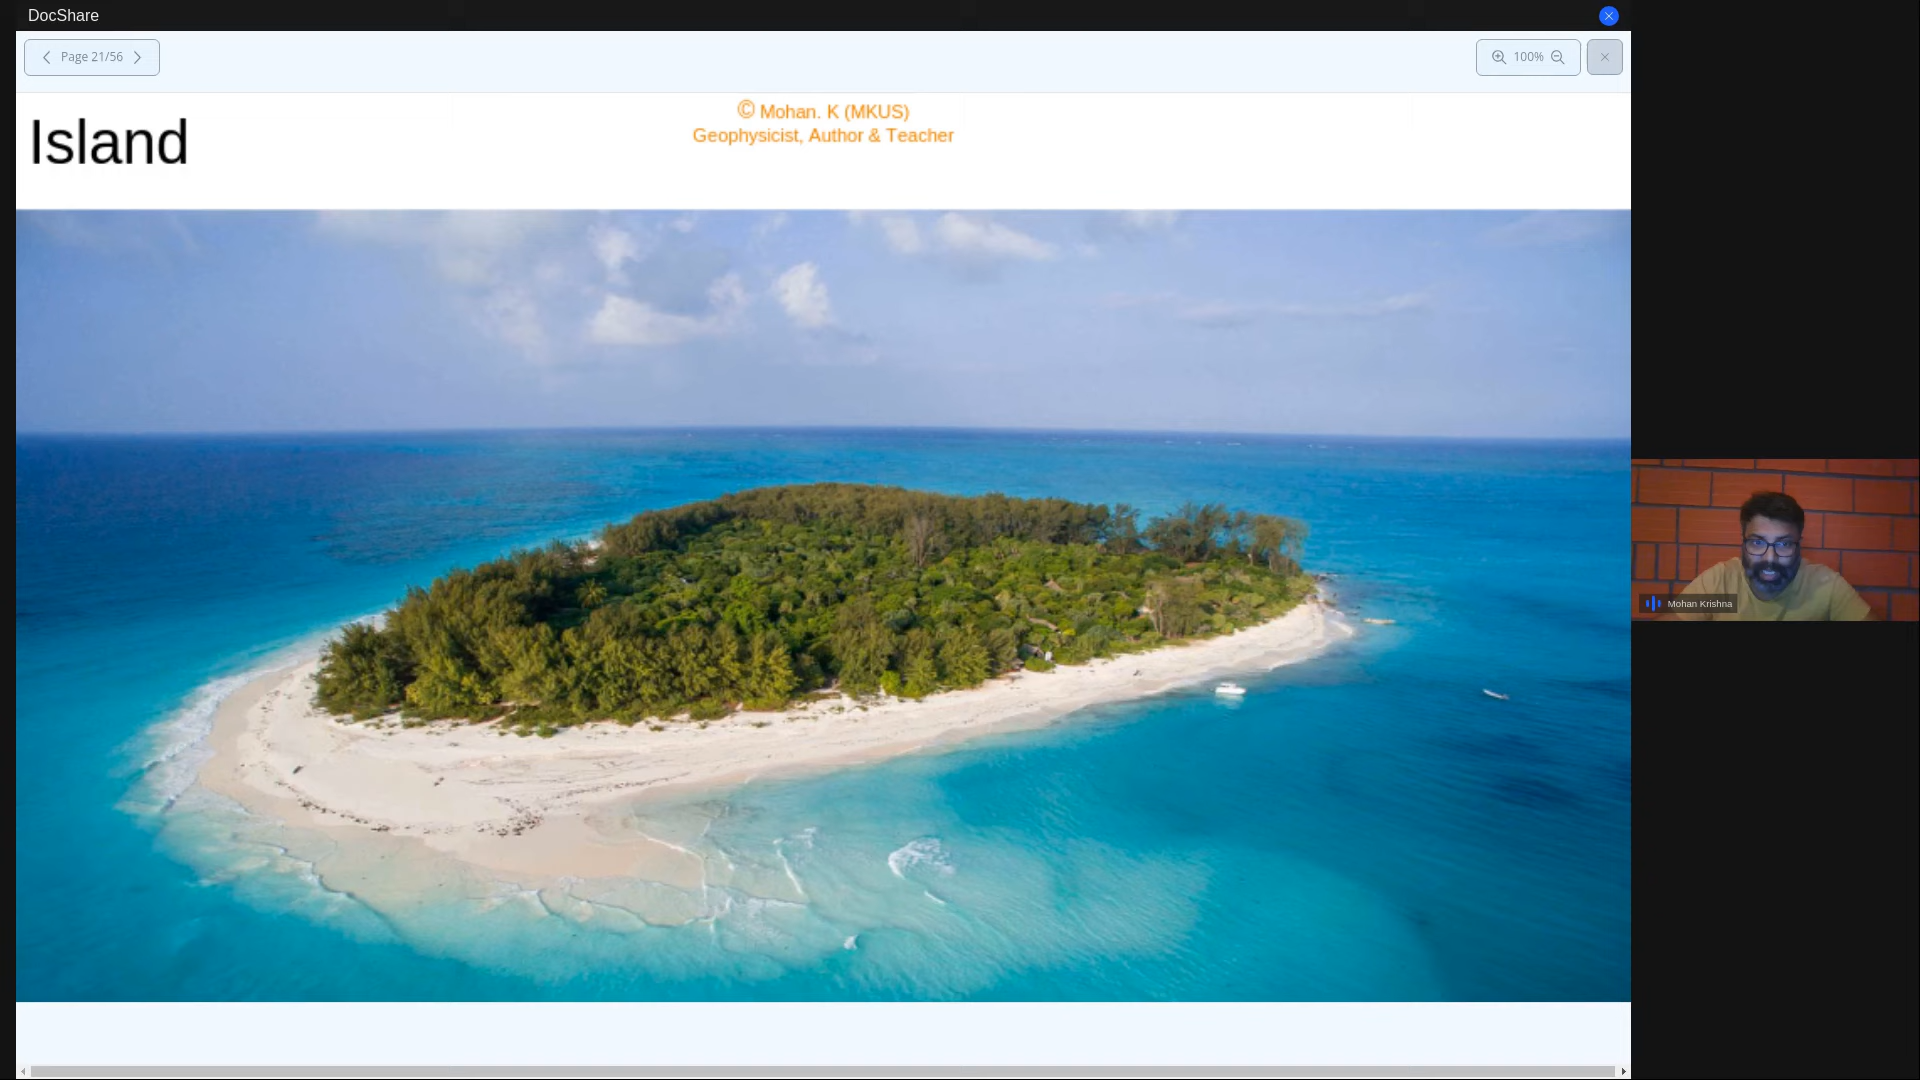 DocShare
Page 21/56
100%
Island
© Mohan. K (MKUS)
Geophysicist, Author & Teacher
Mohan Krishna